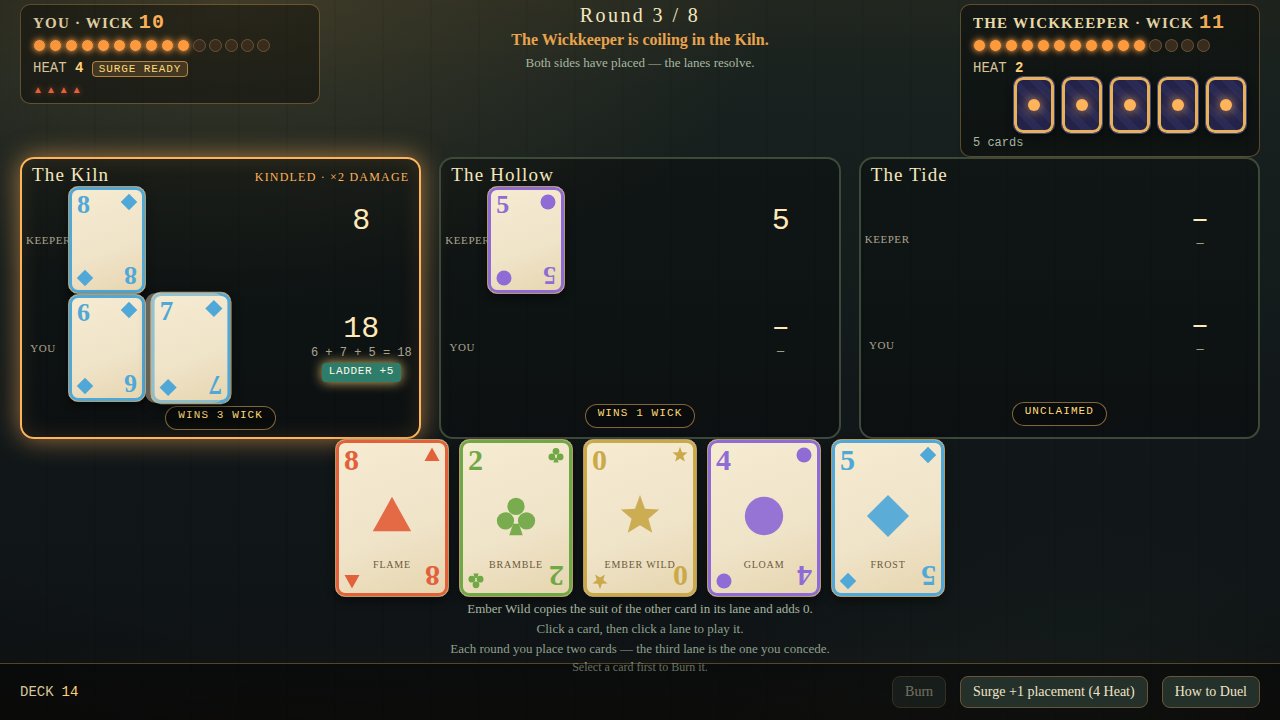 YOU · WICK 10
HEAT 4 SURGE READY
Round 3 / 8
The Wickkeeper is coiling in the Kiln.
Both sides have placed — the lanes resolve.
THE WICKKEEPER · WICK 11
HEAT 2
5 cards
The Kiln
KINDLED · ×2 DAMAGE
KEEPER
8
8
8
YOU
6
6
7
7
18
6 + 7 + 5 = 18
LADDER +5
WINS 3 WICK
The Hollow
KEEPER
5
5
5
YOU
–
–
WINS 1 WICK
The Tide
KEEPER
–
–
YOU
–
–
UNCLAIMED
8
FLAME
8
2
BRAMBLE
2
0
EMBER WILD
0
4
GLOAM
4
5
FROST
5
Ember Wild copies the suit of the other card in its lane and adds 0.
Click a card, then click a lane to play it.
Each round you place two cards — the third lane is the one you concede.
Select a card first to Burn it.
DECK 14
Burn
Surge +1 placement (4 Heat)
How to Duel